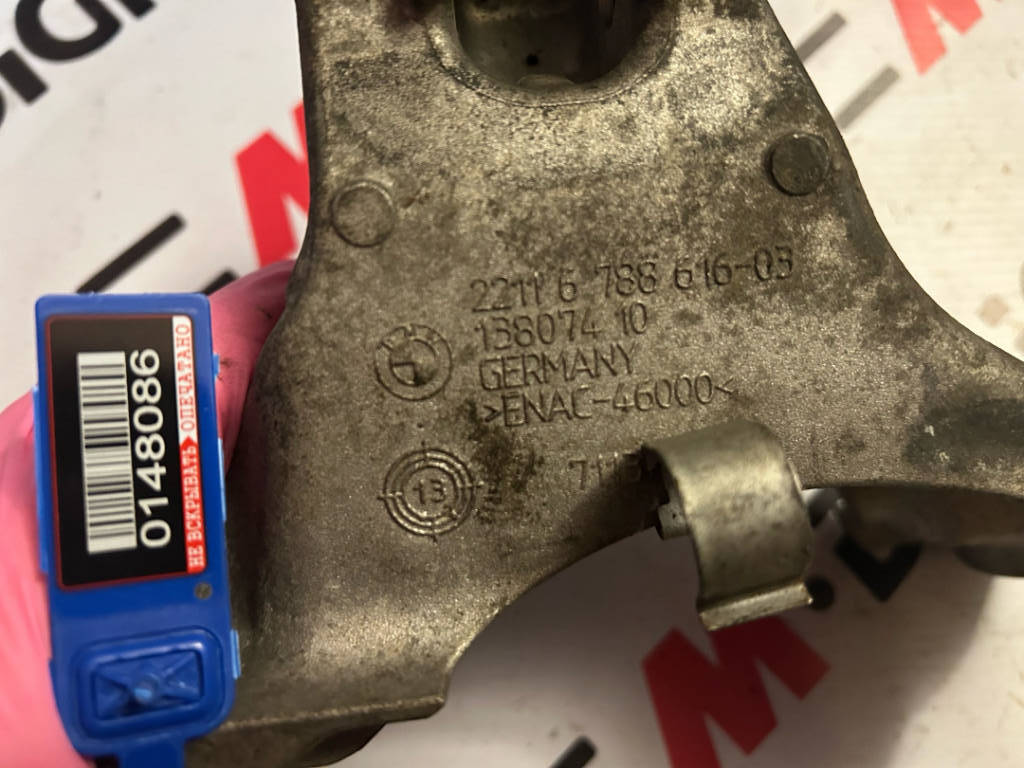 2211 6 788 616-03
138074 10
GERMANY
>ENAC-46000<
13
0148086
НЕ ВСКРЫВАТЬ ОПЕЧАТАНО